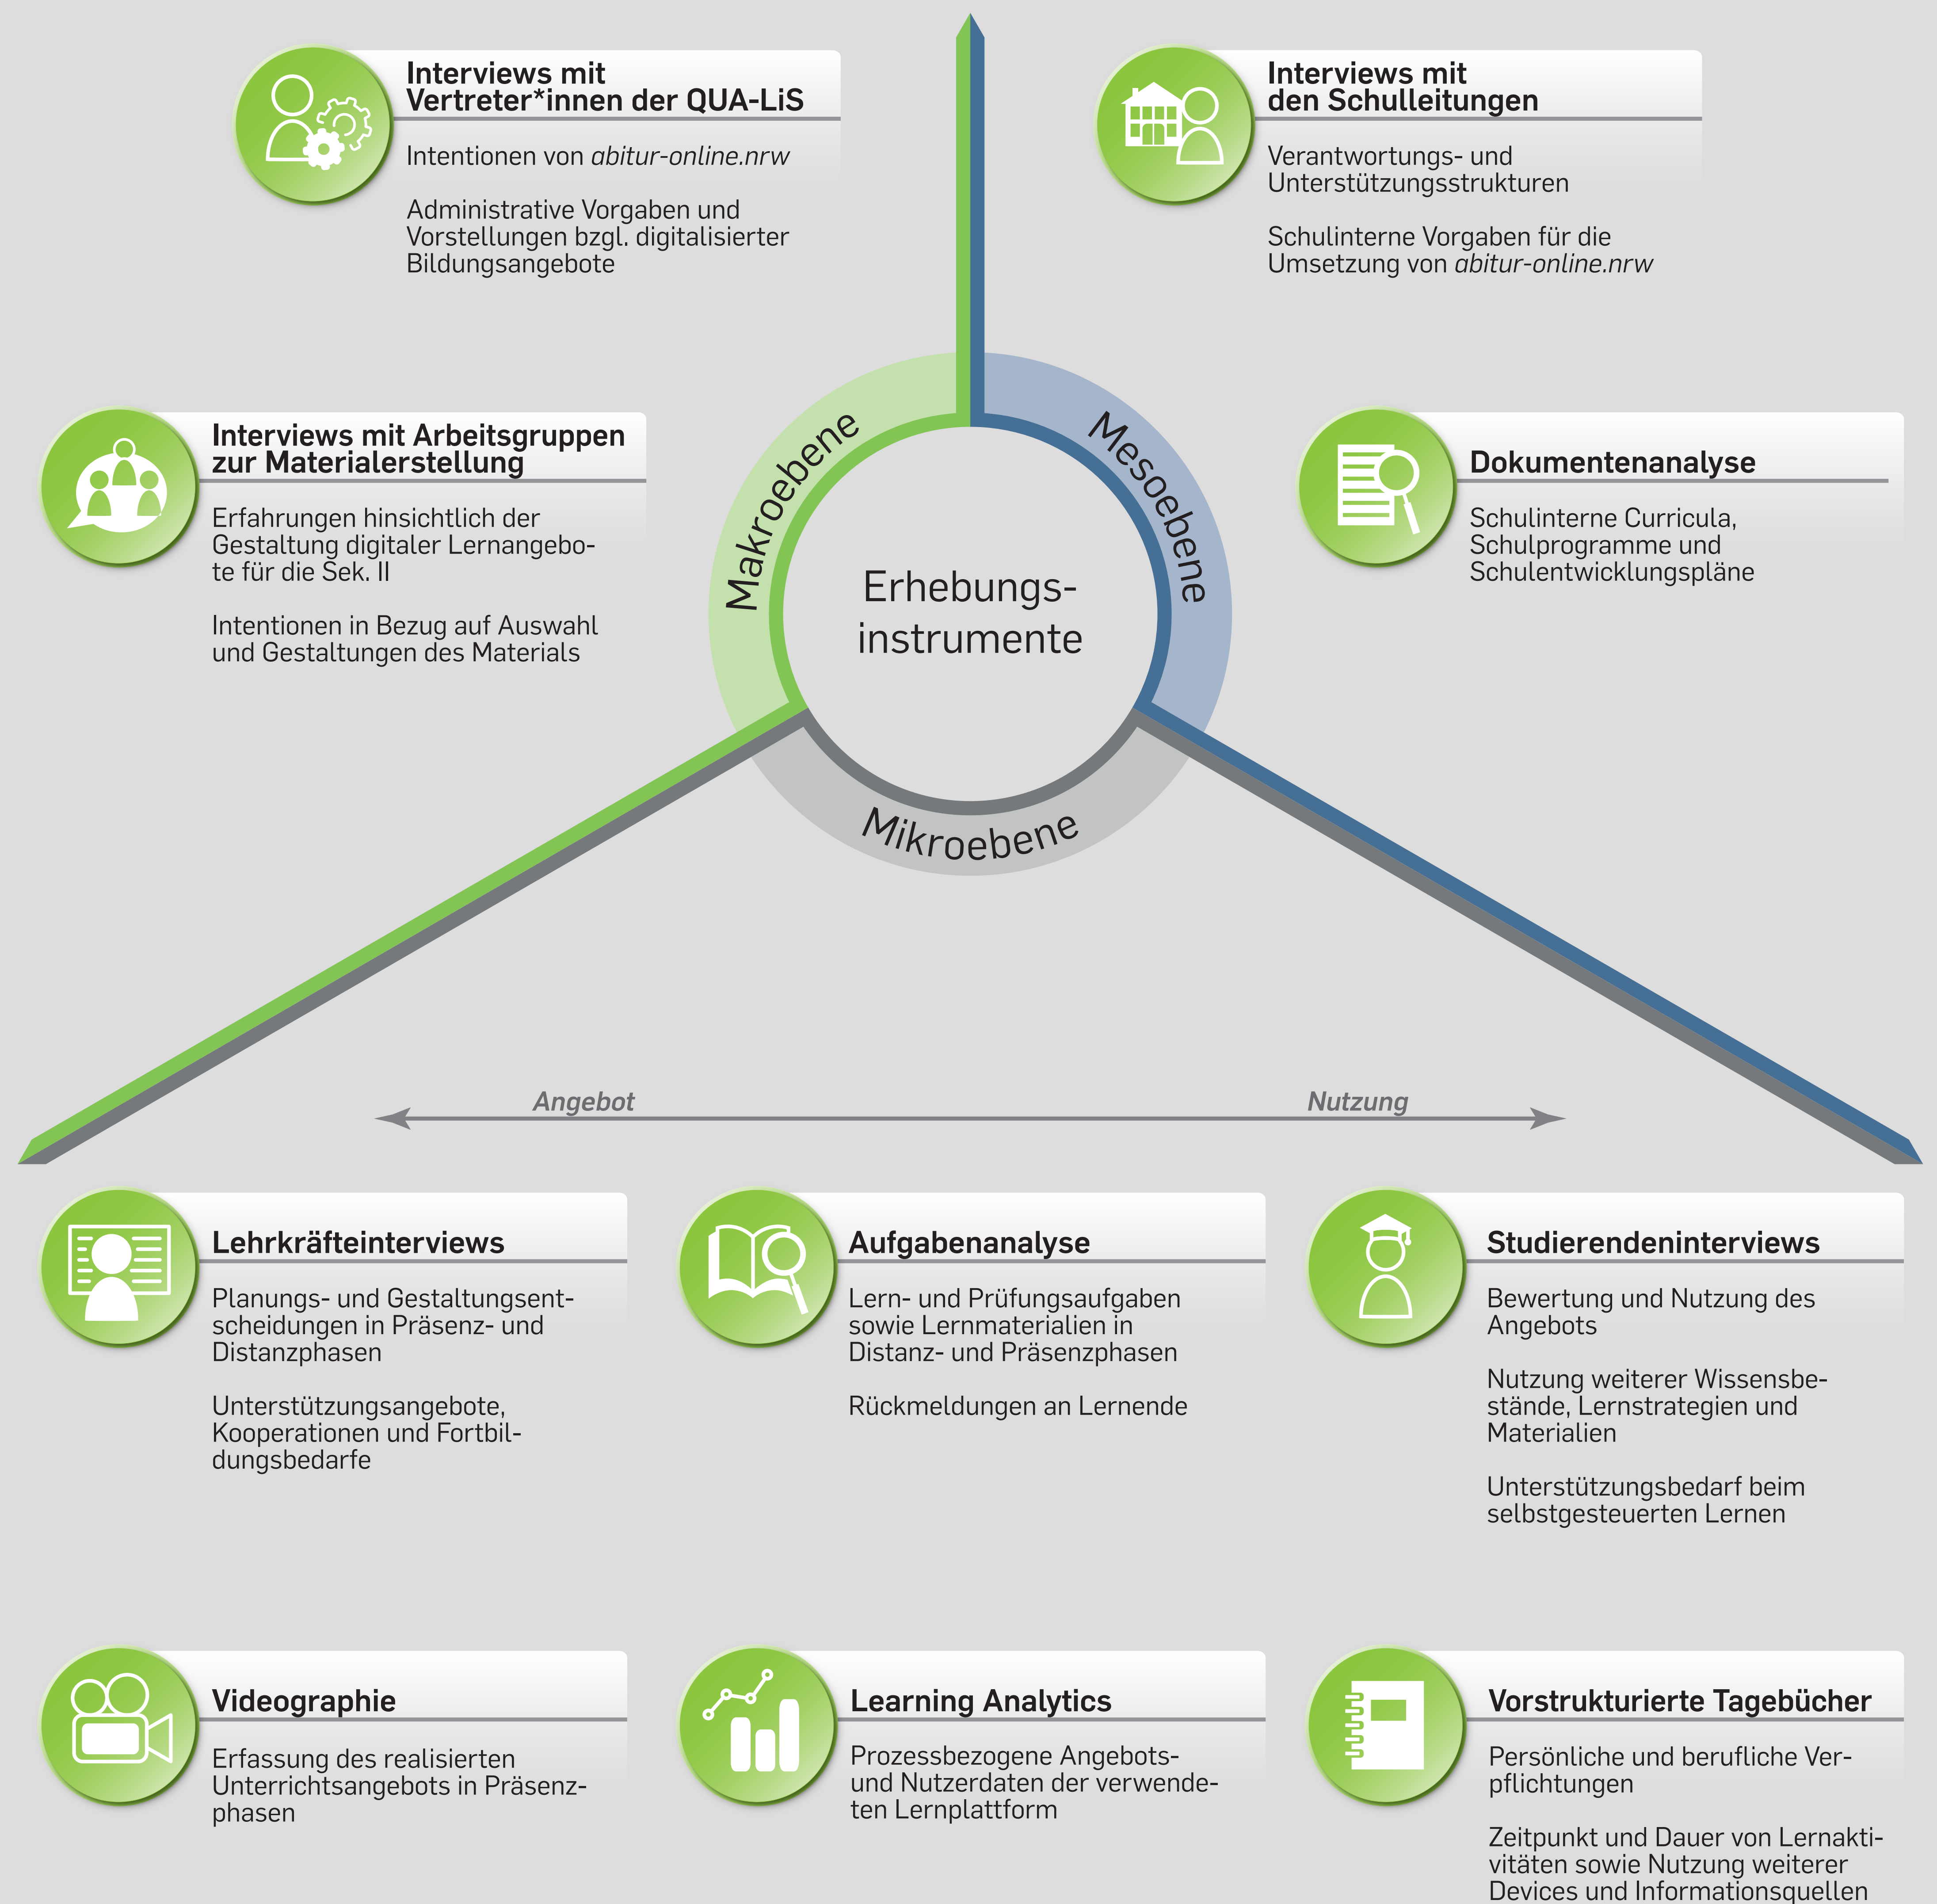 Interviews mit
Vertreter*innen der QUA-LiS
Intentionen von abitur-online.nrw
Administrative Vorgaben und
Vorstellungen bzgl. digitalisierter
Bildungsangebote
Interviews mit
den Schulleitungen
Verantwortungs- und
Unterstützungsstrukturen
Schulinterne Vorgaben für die
Umsetzung von abitur-online.nrw
Interviews mit Arbeitsgruppen
zur Materialerstellung
Erfahrungen hinsichtlich der
Gestaltung digitaler Lernangebo-
te für die Sek. II
Intentionen in Bezug auf Auswahl
und Gestaltungen des Materials
Makroebene
Mesoebene
Erhebungs-
instrumente
Mikroebene
Dokumentenanalyse
Schulinterne Curricula,
Schulprogramme und
Schulentwicklungspläne
Angebot
Nutzung
Lehrkräfteinterviews
Planungs- und Gestaltungsent-
scheidungen in Präsenz- und
Distanzphasen
Unterstützungsangebote,
Kooperationen und Fortbil-
dungsbedarfe
Aufgabenanalyse
Lern- und Prüfungsaufgaben
sowie Lernmaterialien in
Distanz- und Präsenzphasen
Rückmeldungen an Lernende
Studierendeninterviews
Bewertung und Nutzung des
Angebots
Nutzung weiterer Wissensbe-
stände, Lernstrategien und
Materialien
Unterstützungsbedarf beim
selbstgesteuerten Lernen
Videographie
Erfassung des realisierten
Unterrichtsangebots in Präsenz-
phasen
Learning Analytics
Prozessbezogene Angebots-
und Nutzerdaten der verwende-
ten Lernplattform
Vorstrukturierte Tagebücher
Persönliche und berufliche Ver-
pflichtungen
Zeitpunkt und Dauer von Lernakti-
vitäten sowie Nutzung weiterer
Devices und Informationsquellen